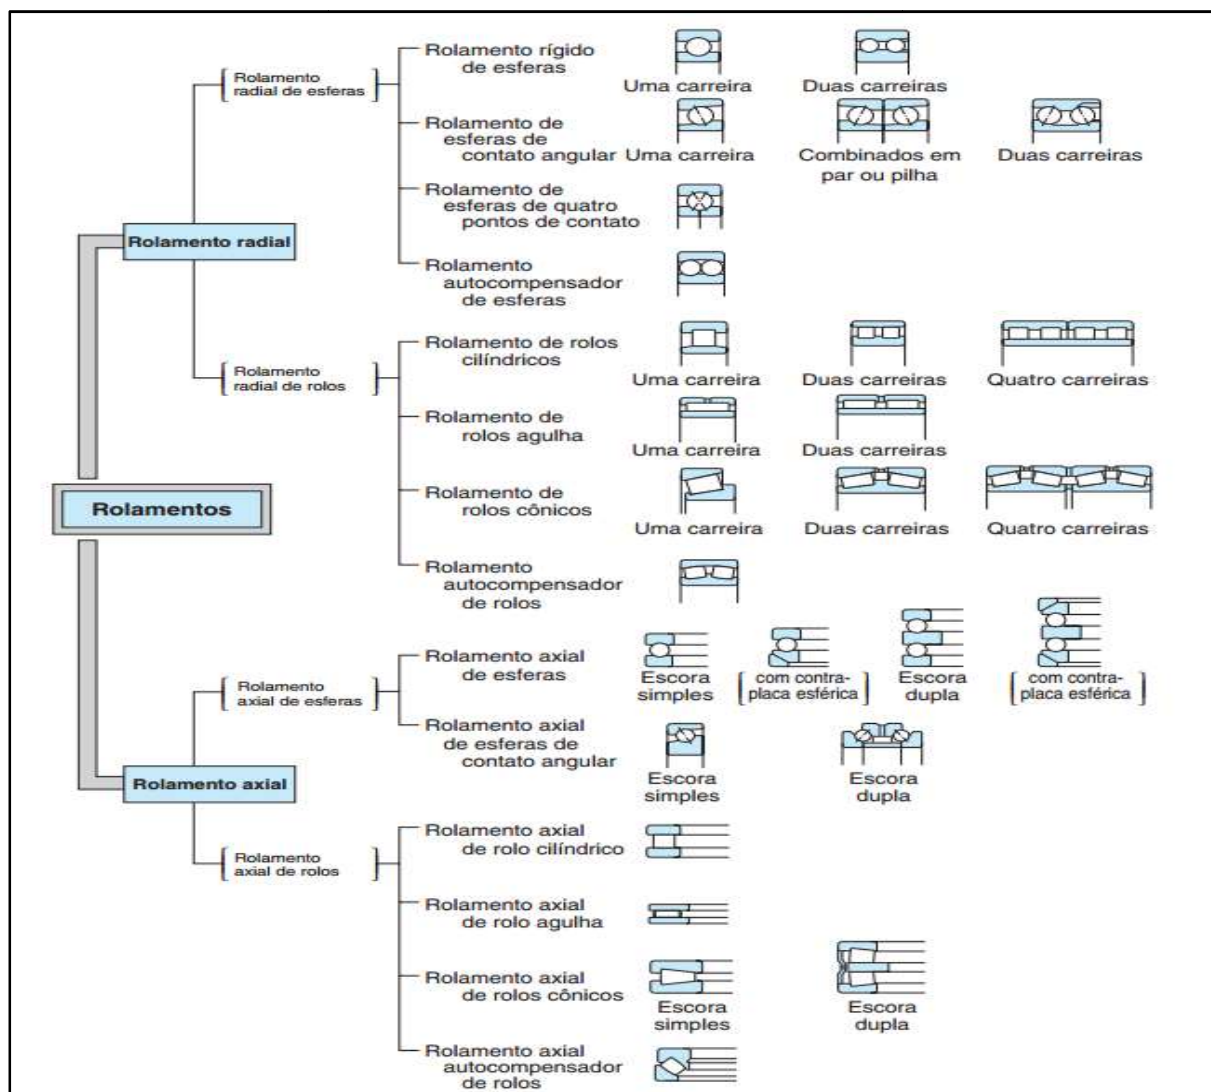 Rolamentos
Rolamento radial
Rolamento
radial de esferas
Rolamento rígido
de esferas
Uma carreira
Duas carreiras
Rolamento de
esferas de
contato angular
Uma carreira
Combinados em
par ou pilha
Duas carreiras
Rolamento de
esferas de quatro
pontos de contato
Rolamento
autocompensador
de esferas
Rolamento
radial de rolos
Rolamento de rolos
cilíndricos
Uma carreira
Duas carreiras
Quatro carreiras
Rolamento de
rolos agulha
Uma carreira
Duas carreiras
Rolamento de
rolos cônicos
Uma carreira
Duas carreiras
Quatro carreiras
Rolamento
autocompensador
de rolos
Rolamento axial
Rolamento
axial de esferas
Rolamento axial
de esferas
Escora
simples
com contra-
placa esférica
Escora
dupla
com contra-
placa esférica
Rolamento axial
de esferas de
contato angular
Escora
simples
Escora
dupla
Rolamento
axial de rolos
Rolamento axial
de rolo cilíndrico
Rolamento axial
de rolo agulha
Rolamento axial
de rolos cônicos
Escora
simples
Escora
dupla
Rolamento axial
autocompensador
de rolos